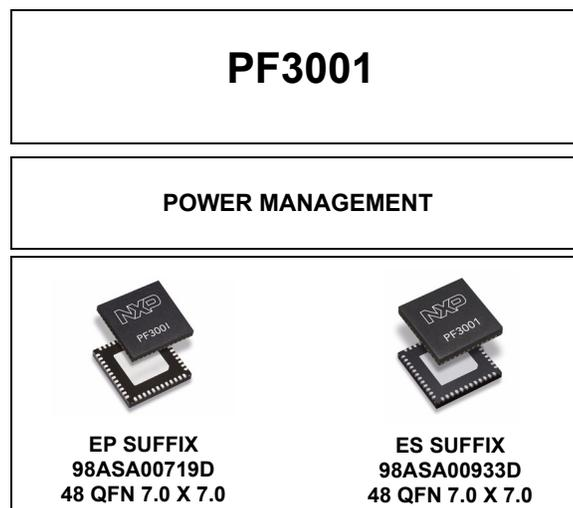 PF3001
POWER MANAGEMENT
NXP
PF3001
EP SUFFIX
98ASA00719D
48 QFN 7.0 X 7.0
NXP
PF3001
ES SUFFIX
98ASA00933D
48 QFN 7.0 X 7.0